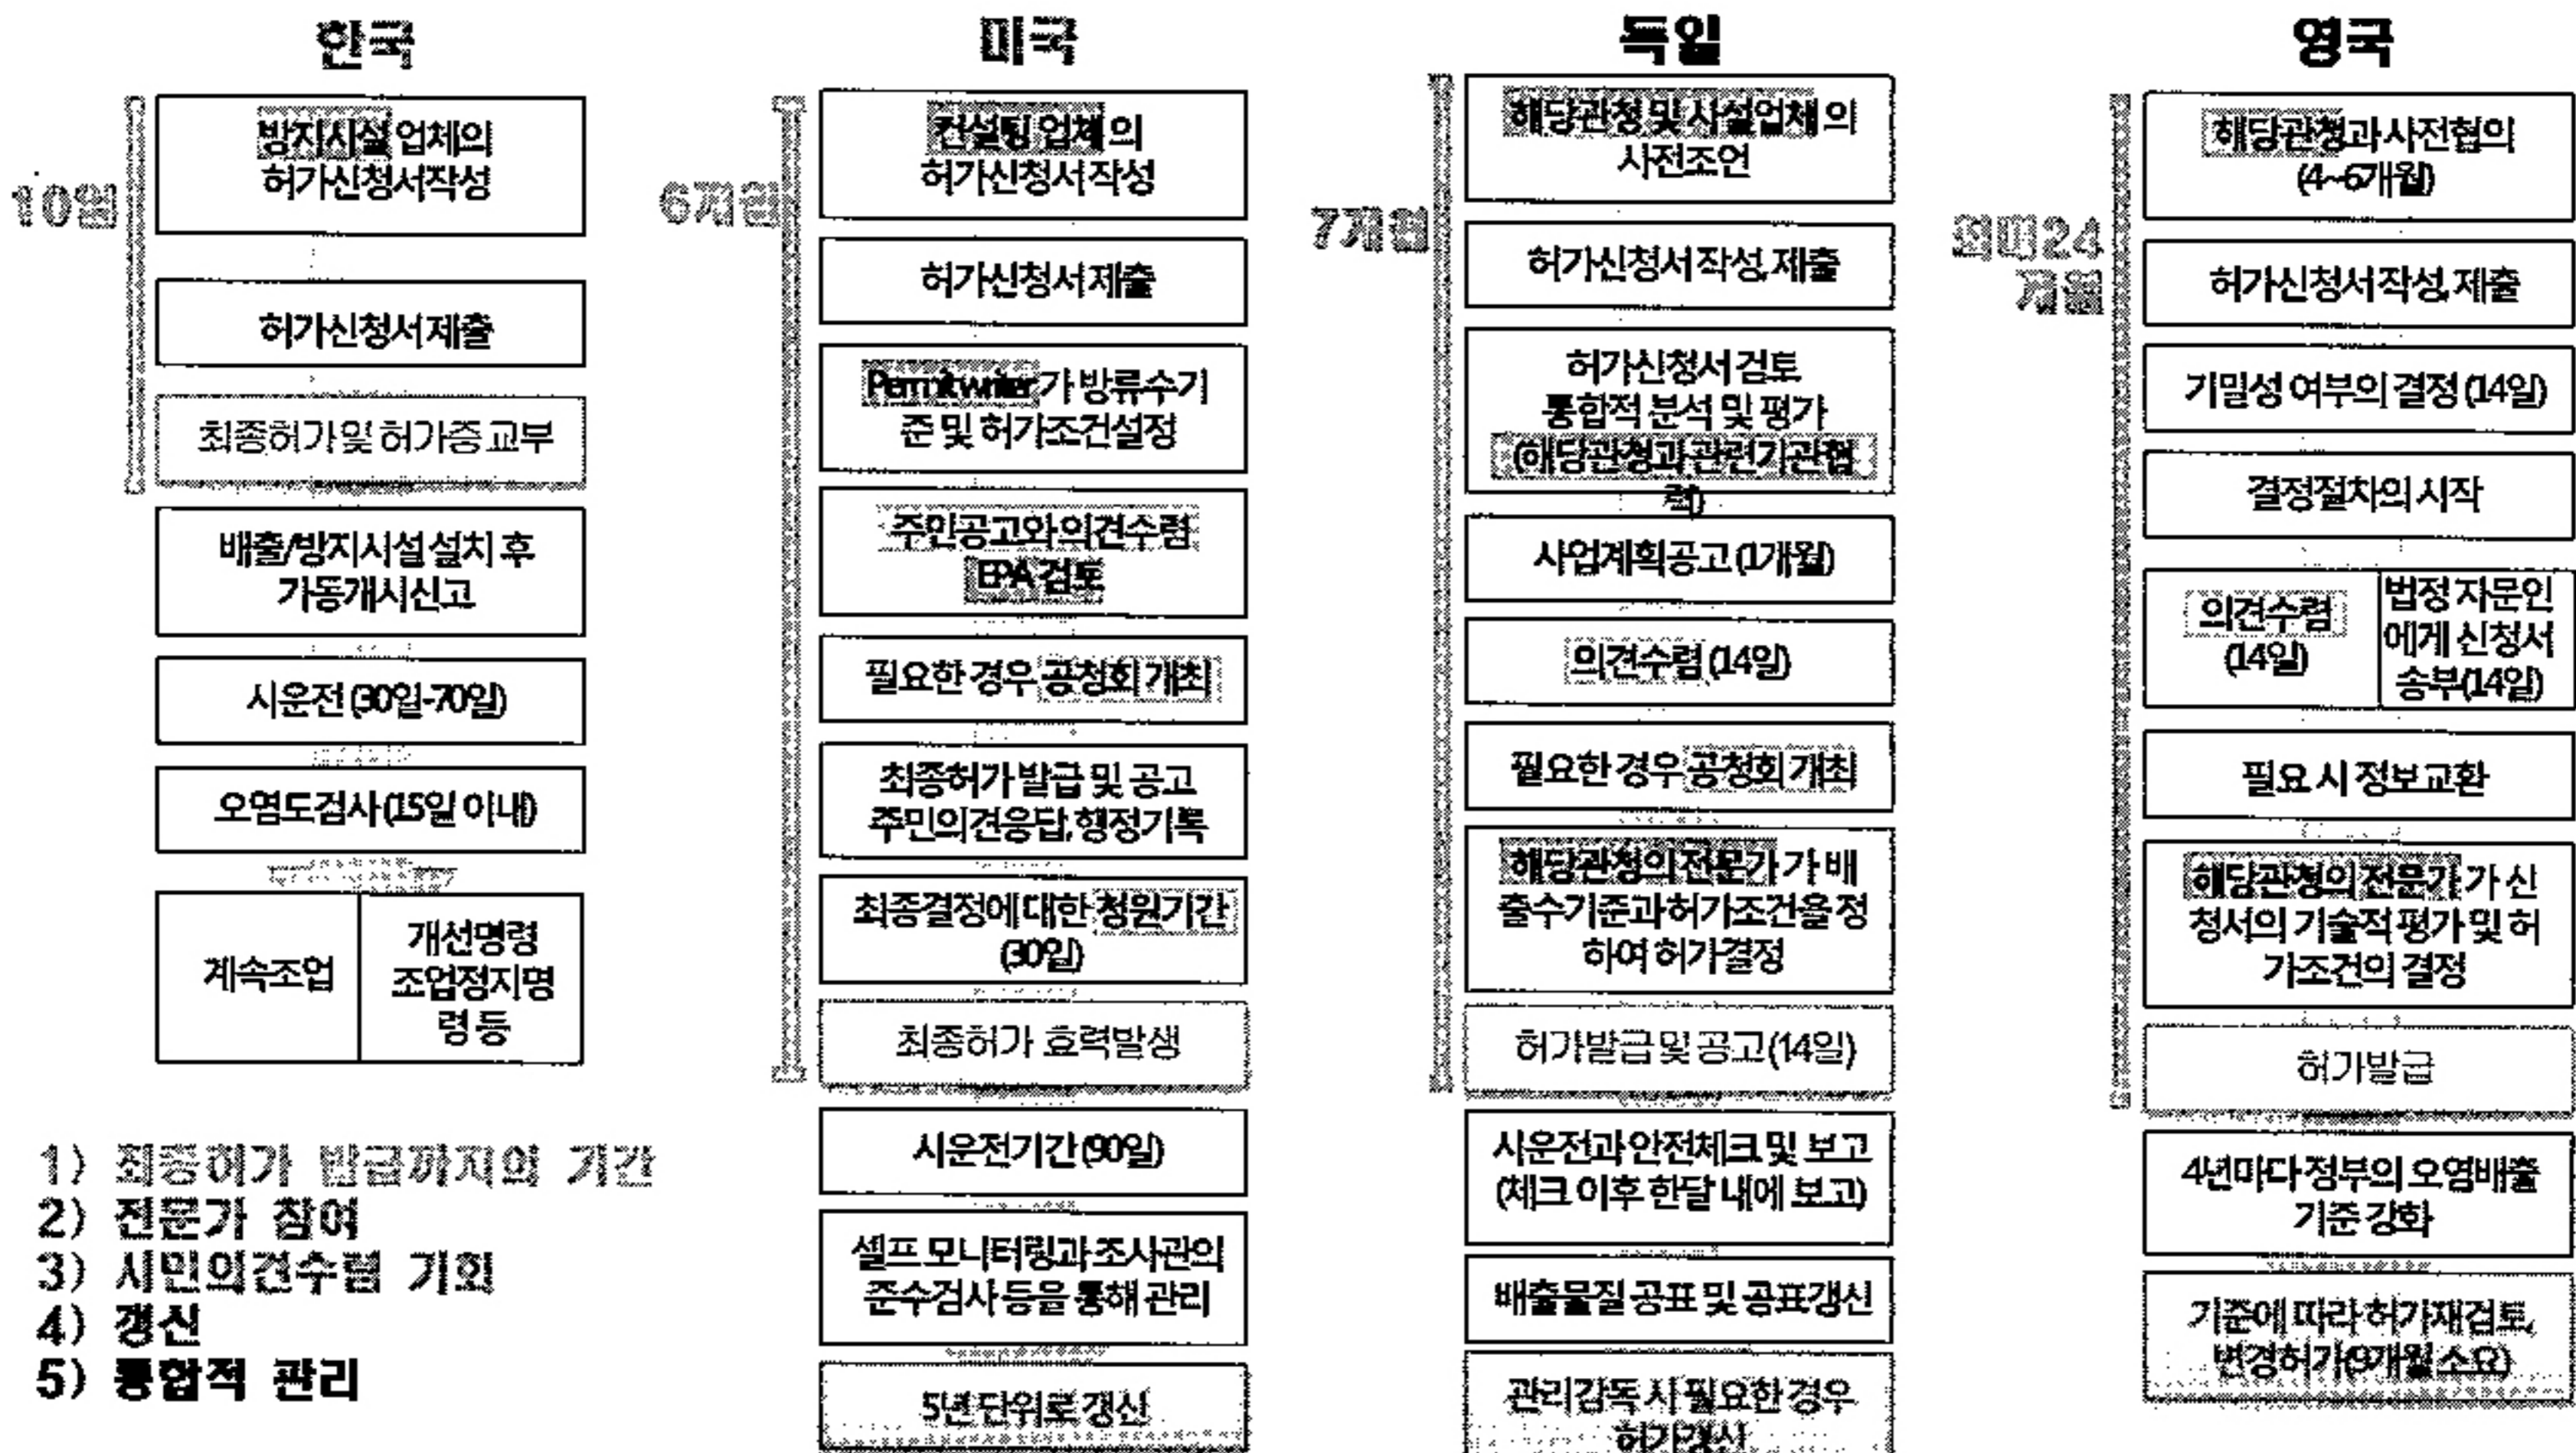 한국
10일
방지시설 업체의
허가신청서작성
허가신청서 제출
최종허가 및 허가증 교부
배출/방지시설 설치 후
가동개시신고
시운전 (30일-70일)
오염도검사 (15일 이내)
계속조업
개선명령
조업정지명
령 등
미국
6개월
컨설팅 업체의
허가신청서 작성
허가신청서 제출
Permit writer가 방류수기
준 및 허가조건설정
주민공고와 의견수렴
EPA 검토
필요한 경우 공청회 개최
최종허가 발급 및 공고
주민의견응답, 행정기록
최종결정에 대한 청원기간
(30일)
최종허가 효력발생
시운전기간 (90일)
셀프 모니터링과 조사관의
준수검사 등을 통해 관리
5년 단위로 갱신
독일
7개월
해당관청 및 시설업체의
사전조언
허가신청서 작성, 제출
허가신청서 검토
통합적 분석 및 평가
(해당관청과 관련기관협
력)
사업계획공고 (1개월)
의견수렴 (14일)
필요한 경우 공청회 개최
해당관청의 전문가가 배
출수기준과 허가조건을 정
하여 허가결정
허가발급 및 공고 (14일)
시운전과 안전체크 및 보고
(체크 이후 한달 내에 보고)
배출물질 공표 및 공표갱신
관리감독 시 필요한 경우
허가갱신
영국
최대 24
개월
해당관청과 사전협의
(4~6개월)
허가신청서 작성, 제출
기밀성 여부의 결정 (14일)
결정절차의 시작
의견수렴
(14일)
법정 자문인
에게 신청서
송부(14일)
필요 시 정보교환
해당관청의 전문가가 신
청서의 기술적 평가 및 허
가조건의 결정
허가발급
4년마다 정부의 오염배출
기준 강화
기준에 따라 허가재검토,
변경허가(9개월 소요)
1) 최종허가 발급까지의 기간
2) 전문가 참여
3) 시민의견수렴 기회
4) 갱신
5) 통합적 관리